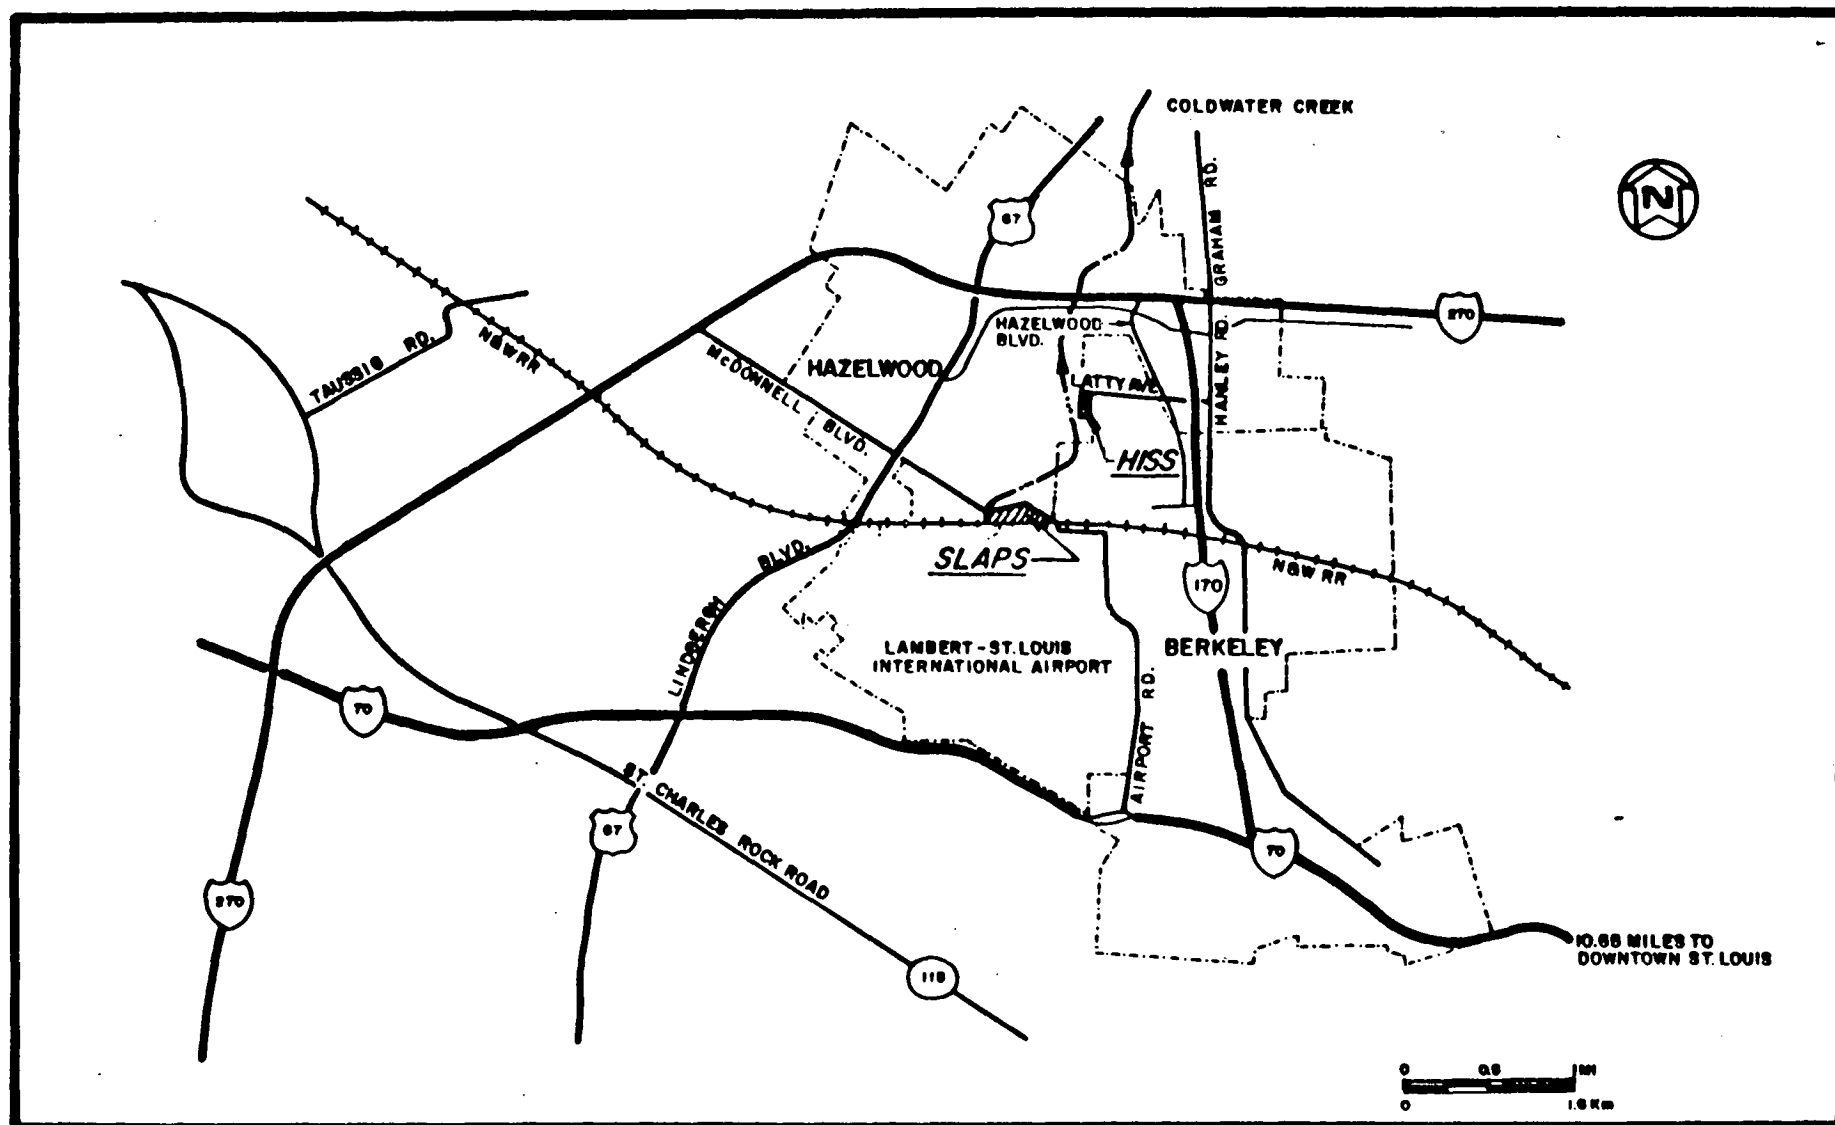 COLDWATER CREEK
N
67
GRAHAM RD.
270
HAZELWOOD
BLVD.
TAUSSIG RD.
N&W RR
McDONNELL BLVD.
HAZELWOOD
LATTY AVE.
HANLEY RD.
HISS
SLAPS
N&W RR
170
LINDBERGH BLVD.
LAMBERT-ST.LOUIS
INTERNATIONAL AIRPORT
BERKELEY
AIRPORT RD.
70
ST. CHARLES ROCK ROAD
67
70
270
115
10.66 MILES TO
DOWNTOWN ST. LOUIS
0 0.5 1 MI
0 1.6 Km